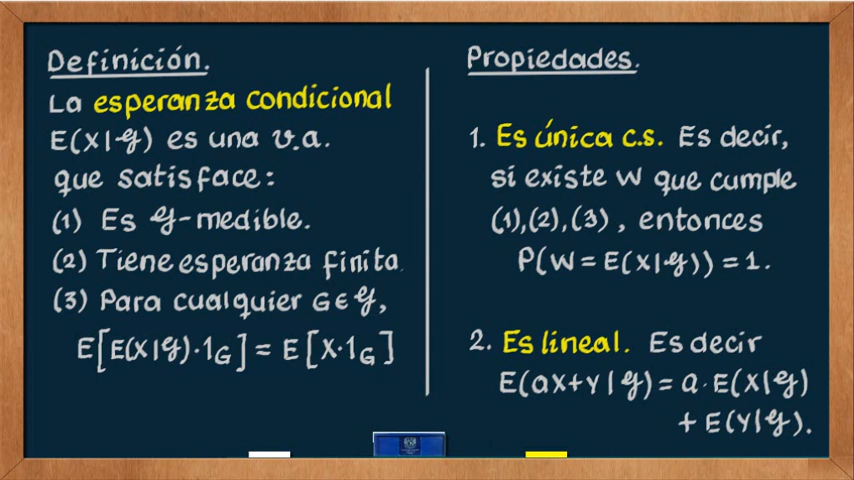 Definición.
La esperanza condicional
E(X|𝒢) es una v.a.
que satisface:
(1) Es 𝒢-medible.
(2) Tiene esperanza finita.
(3) Para cualquier G∈𝒢,
E[E(X|𝒢)·1_G] = E[X·1_G]
Propiedades.
1. Es única c.s. Es decir,
si existe W que cumple
(1),(2),(3), entonces
P(W = E(X|𝒢)) = 1.
2. Es lineal. Es decir
E(aX+Y|𝒢) = a·E(X|𝒢)
+ E(Y|𝒢).